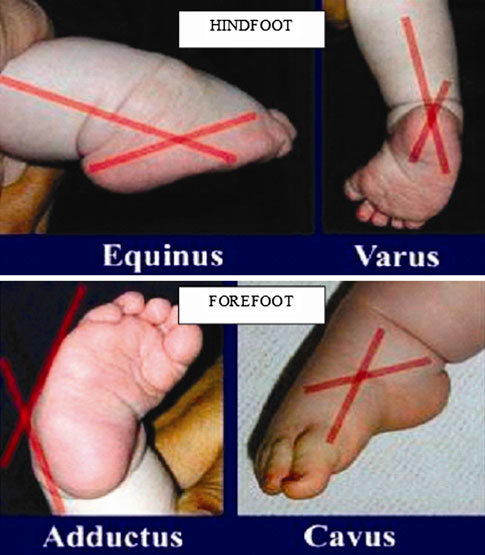 HINDFOOT
Equinus
Varus
FOREFOOT
Adductus
Cavus